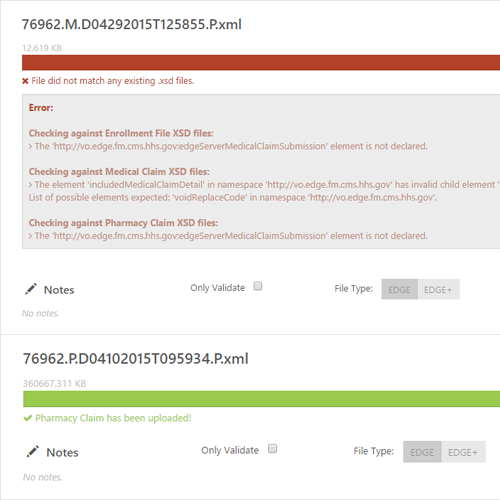 76962.M.D04292015T125855.P.xml
12.619 KB
✖ File did not match any existing .xsd files.
Error:
Checking against Enrollment File XSD files:
> The 'http://vo.edge.fm.cms.hhs.gov:edgeServerMedicalClaimSubmission' element is not declared.
Checking against Medical Claim XSD files:
> The element 'includedMedicalClaimDetail' in namespace 'http://vo.edge.fm.cms.hhs.gov' has invalid child element '
List of possible elements expected: 'voidReplaceCode' in namespace 'http://vo.edge.fm.cms.hhs.gov'.
Checking against Pharmacy Claim XSD files:
> The 'http://vo.edge.fm.cms.hhs.gov:edgeServerMedicalClaimSubmission' element is not declared.
Notes Only Validate File Type: EDGE EDGE+
No notes.
76962.P.D04102015T095934.P.xml
360667.311 KB
✔ Pharmacy Claim has been uploaded!
Notes Only Validate File Type: EDGE EDGE+
No notes.